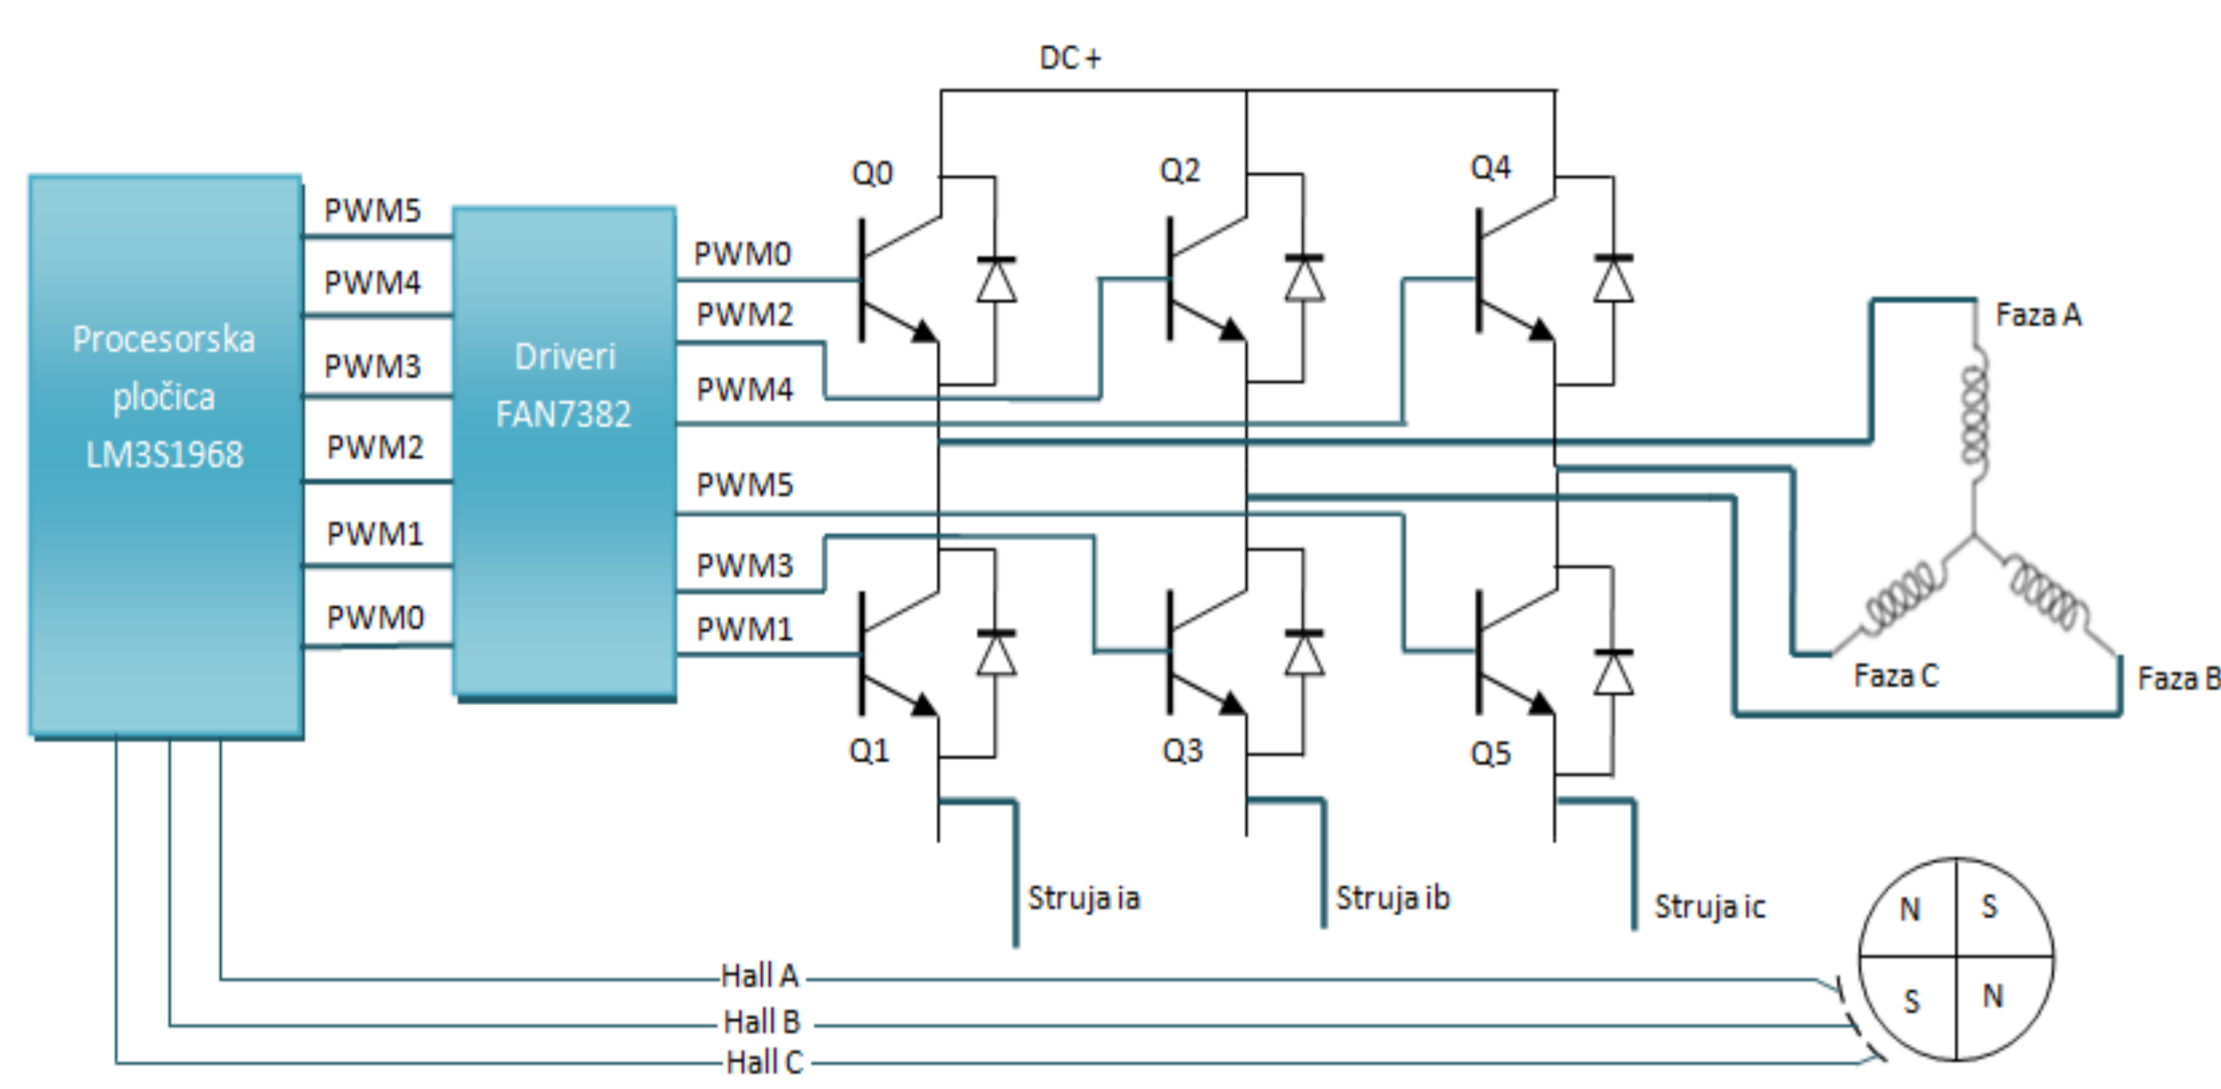 DC +
Q0
Q2
Q4
PWM5
PWM4
PWM3
PWM2
PWM1
PWM0
Procesorska
pločica
LM3S1968
Driveri
FAN7382
PWM0
PWM2
PWM4
PWM5
PWM3
PWM1
Q1
Q3
Q5
Faza A
Faza C
Faza B
Struja ia
Struja ib
Struja ic
N
S
S
N
Hall A
Hall B
Hall C